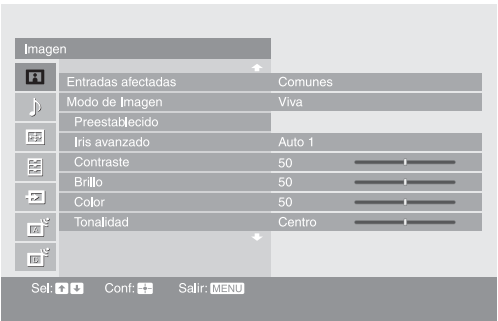 Imagen
Entradas afectadas Comunes
Modo de Imagen Viva
Preestablecido
Iris avanzado Auto 1
Contraste 50
Brillo 50
Color 50
Tonalidad Centro
Sel: Conf: Salir: MENU